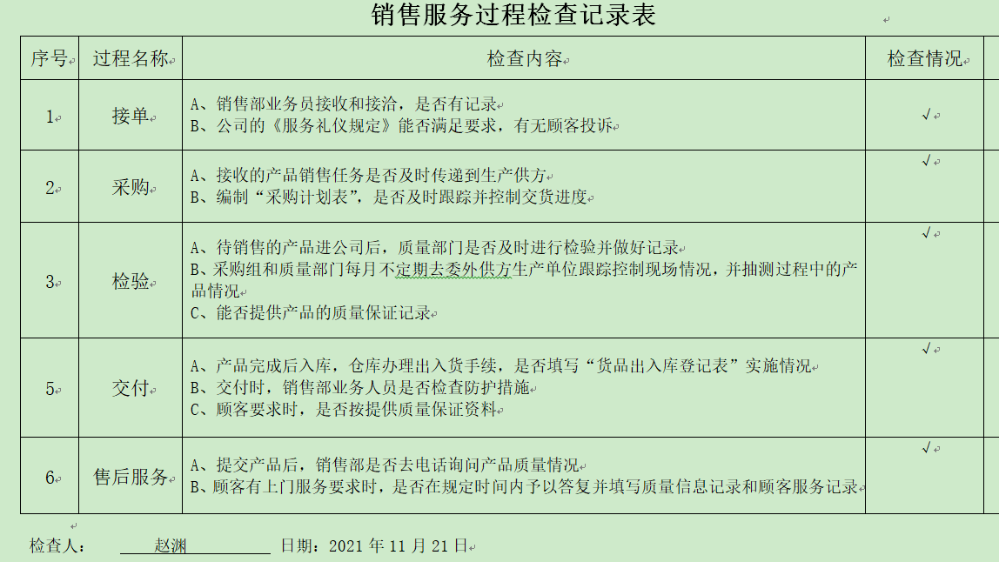 销售服务过程检查记录表
序号 过程名称 检查内容 检查情况
1 接单 A、销售部业务员接收和接洽，是否有记录
B、公司的《服务礼仪规定》能否满足要求，有无顾客投诉 √
2 采购 A、接收的产品销售任务是否及时传递到生产供方 √
B、编制“采购计划表”，是否及时跟踪并控制交货进度
3 检验 A、待销售的产品进公司后，质量部门是否及时进行检验并做好记录 √
B、采购组和质量部门每月不定期去委外供方生产单位跟踪控制现场情况，并抽测过程中的产
品情况
C、能否提供产品的质量保证记录
5 交付 A、产品完成后入库，仓库办理出入货手续，是否填写“货品出入库登记表”实施情况 √
B、交付时，销售部业务人员是否检查防护措施
C、顾客要求时，是否按提供质量保证资料
6 售后服务 A、提交产品后，销售部是否去电话询问产品质量情况 √
B、顾客有上门服务要求时，是否在规定时间内予以答复并填写质量信息记录和顾客服务记录
检查人： 赵渊 日期：2021 年 11 月 21 日